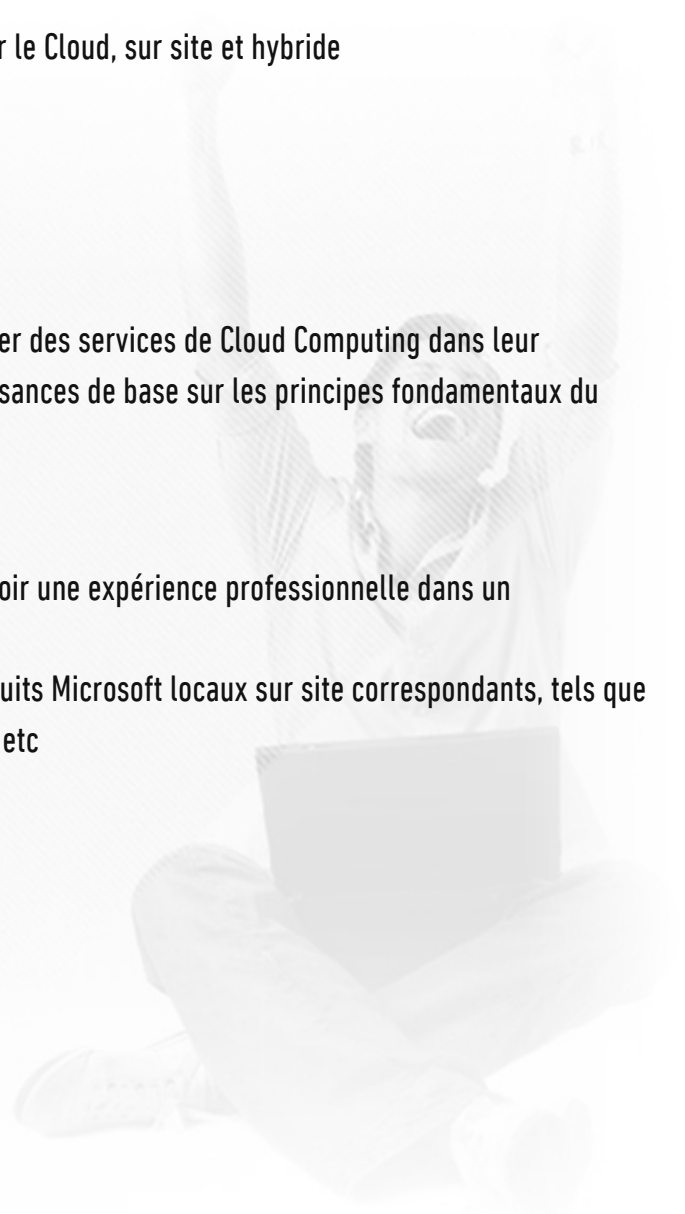 r le Cloud, sur site et hybride
er des services de Cloud Computing dans leur
sances de base sur les principes fondamentaux du
oir une expérience professionnelle dans un
uits Microsoft locaux sur site correspondants, tels que
etc